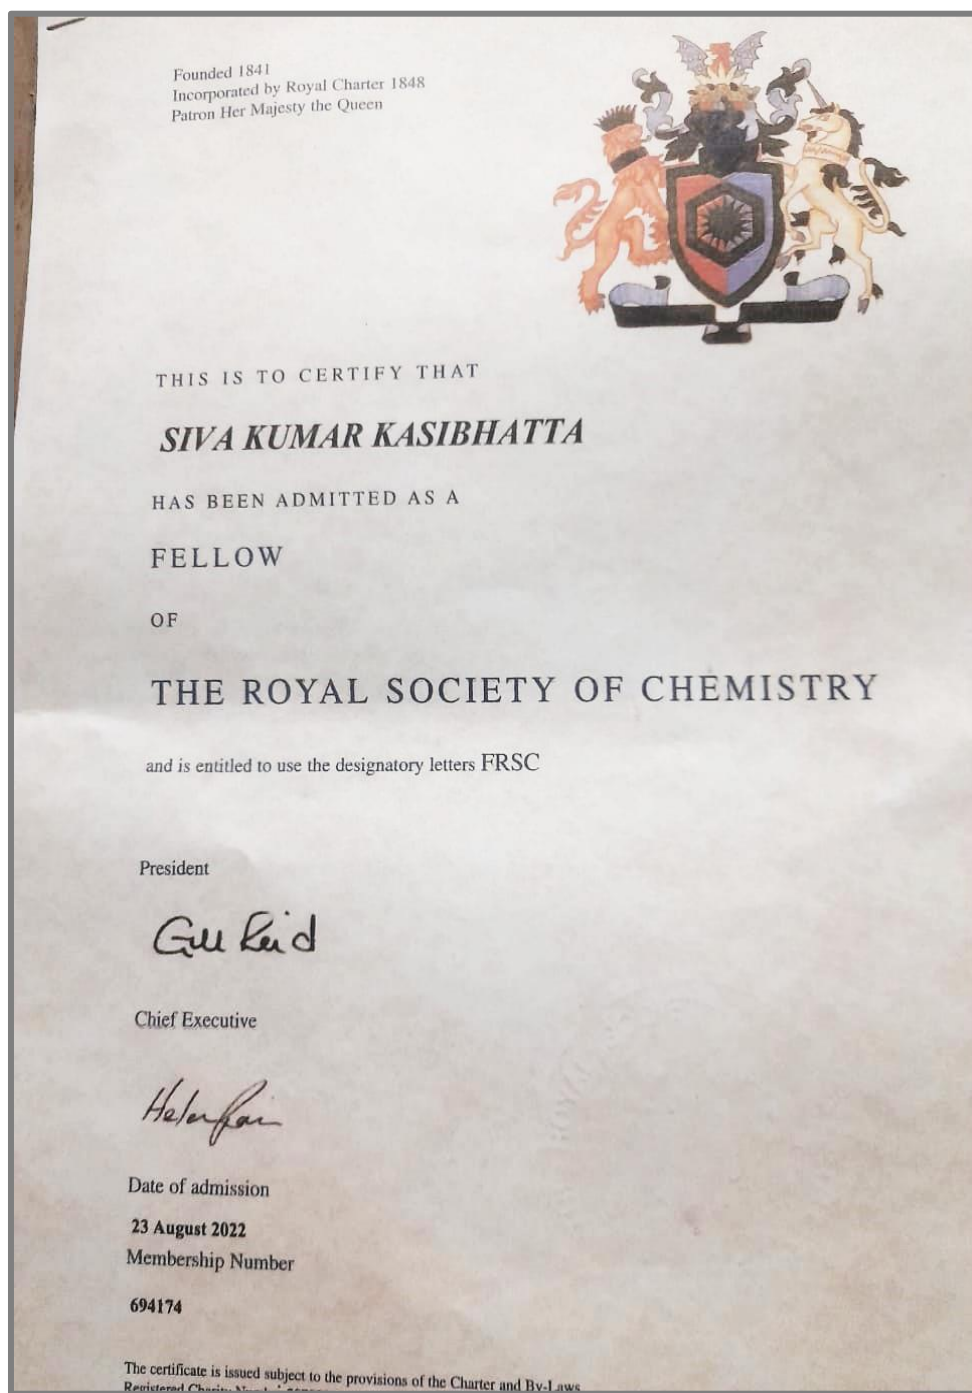 Founded 1841
Incorporated by Royal Charter 1848
Patron Her Majesty the Queen
THIS IS TO CERTIFY THAT
SIVA KUMAR KASIBHATTA
HAS BEEN ADMITTED AS A
FELLOW
OF
THE ROYAL SOCIETY OF CHEMISTRY
and is entitled to use the designatory letters FRSC
President
Gill Reid
Chief Executive
Helen
Date of admission
23 August 2022
Membership Number
694174
The certificate is issued subject to the provisions of the Charter and By-Laws
Registered Charity